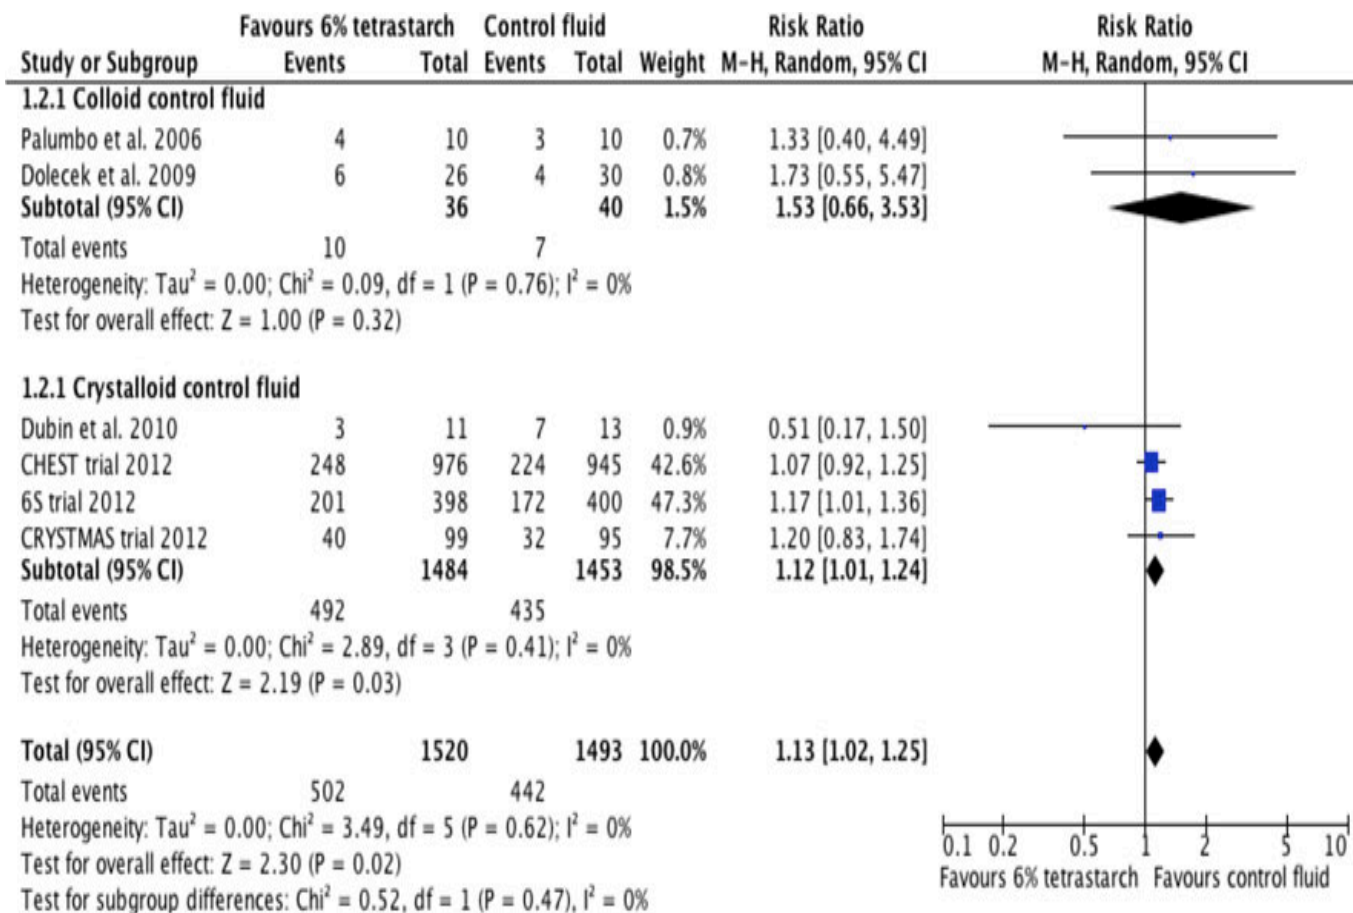 Favours 6% tetrastarch Control fluid Risk Ratio Risk Ratio
Study or Subgroup Events Total Events Total Weight M-H, Random, 95% CI M-H, Random, 95% CI
1.2.1 Colloid control fluid
Palumbo et al. 2006 4 10 3 10 0.7% 1.33 [0.40, 4.49]
Dolecek et al. 2009 6 26 4 30 0.8% 1.73 [0.55, 5.47]
Subtotal (95% CI) 36 40 1.5% 1.53 [0.66, 3.53]
Total events 10 7
Heterogeneity: Tau² = 0.00; Chi² = 0.09, df = 1 (P = 0.76); I² = 0%
Test for overall effect: Z = 1.00 (P = 0.32)
1.2.1 Crystalloid control fluid
Dubin et al. 2010 3 11 7 13 0.9% 0.51 [0.17, 1.50]
CHEST trial 2012 248 976 224 945 42.6% 1.07 [0.92, 1.25]
6S trial 2012 201 398 172 400 47.3% 1.17 [1.01, 1.36]
CRYSTMAS trial 2012 40 99 32 95 7.7% 1.20 [0.83, 1.74]
Subtotal (95% CI) 1484 1453 98.5% 1.12 [1.01, 1.24]
Total events 492 435
Heterogeneity: Tau² = 0.00; Chi² = 2.89, df = 3 (P = 0.41); I² = 0%
Test for overall effect: Z = 2.19 (P = 0.03)
Total (95% CI) 1520 1493 100.0% 1.13 [1.02, 1.25]
Total events 502 442
Heterogeneity: Tau² = 0.00; Chi² = 3.49, df = 5 (P = 0.62); I² = 0%
Test for overall effect: Z = 2.30 (P = 0.02)
Test for subgroup differences: Chi² = 0.52, df = 1 (P = 0.47), I² = 0%
0.1 0.2 0.5 1 2 5 10
Favours 6% tetrastarch Favours control fluid